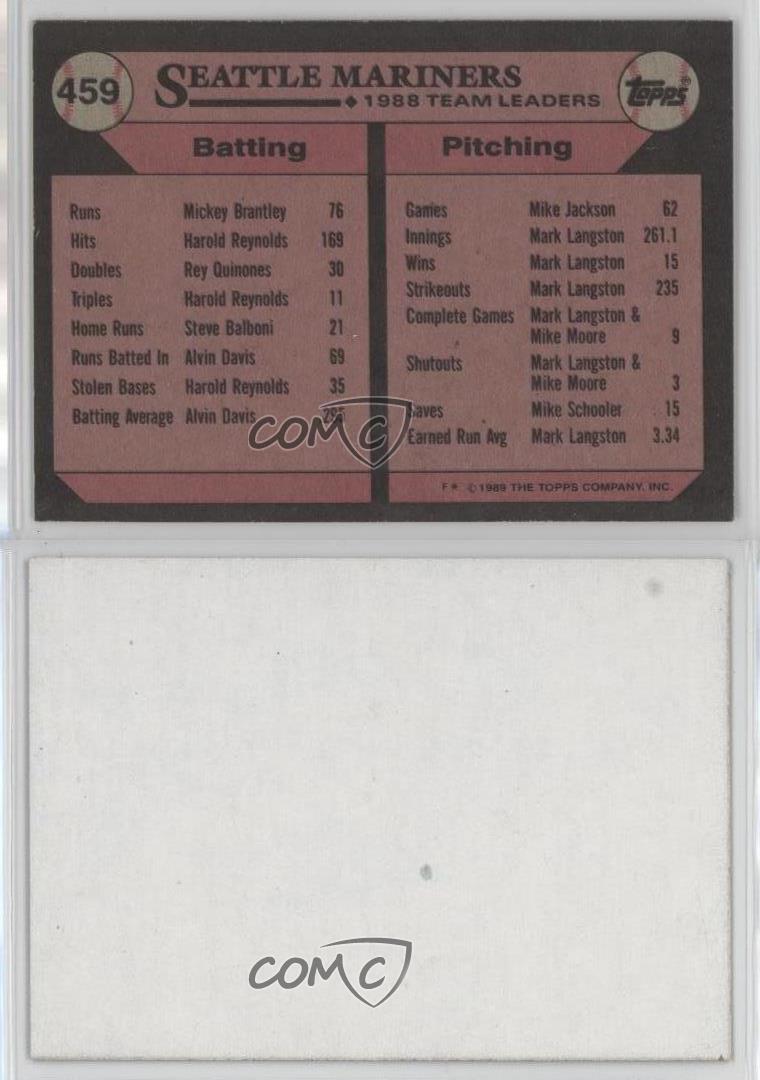 459
SEATTLE MARINERS
1988 TEAM LEADERS
TOPPS®
Batting
Runs Mickey Brantley 76
Hits Harold Reynolds 169
Doubles Rey Quinones 30
Triples Harold Reynolds 11
Home Runs Steve Balboni 21
Runs Batted In Alvin Davis 69
Stolen Bases Harold Reynolds 35
Batting Average Alvin Davis
Pitching
Games Mike Jackson 62
Innings Mark Langston 261.1
Wins Mark Langston 15
Strikeouts Mark Langston 235
Complete Games Mark Langston &
Mike Moore 9
Shutouts Mark Langston &
Mike Moore 3
Saves Mike Schooler 15
Earned Run Avg Mark Langston 3.34
F* ©1989 THE TOPPS COMPANY, INC.
COMC
COMC